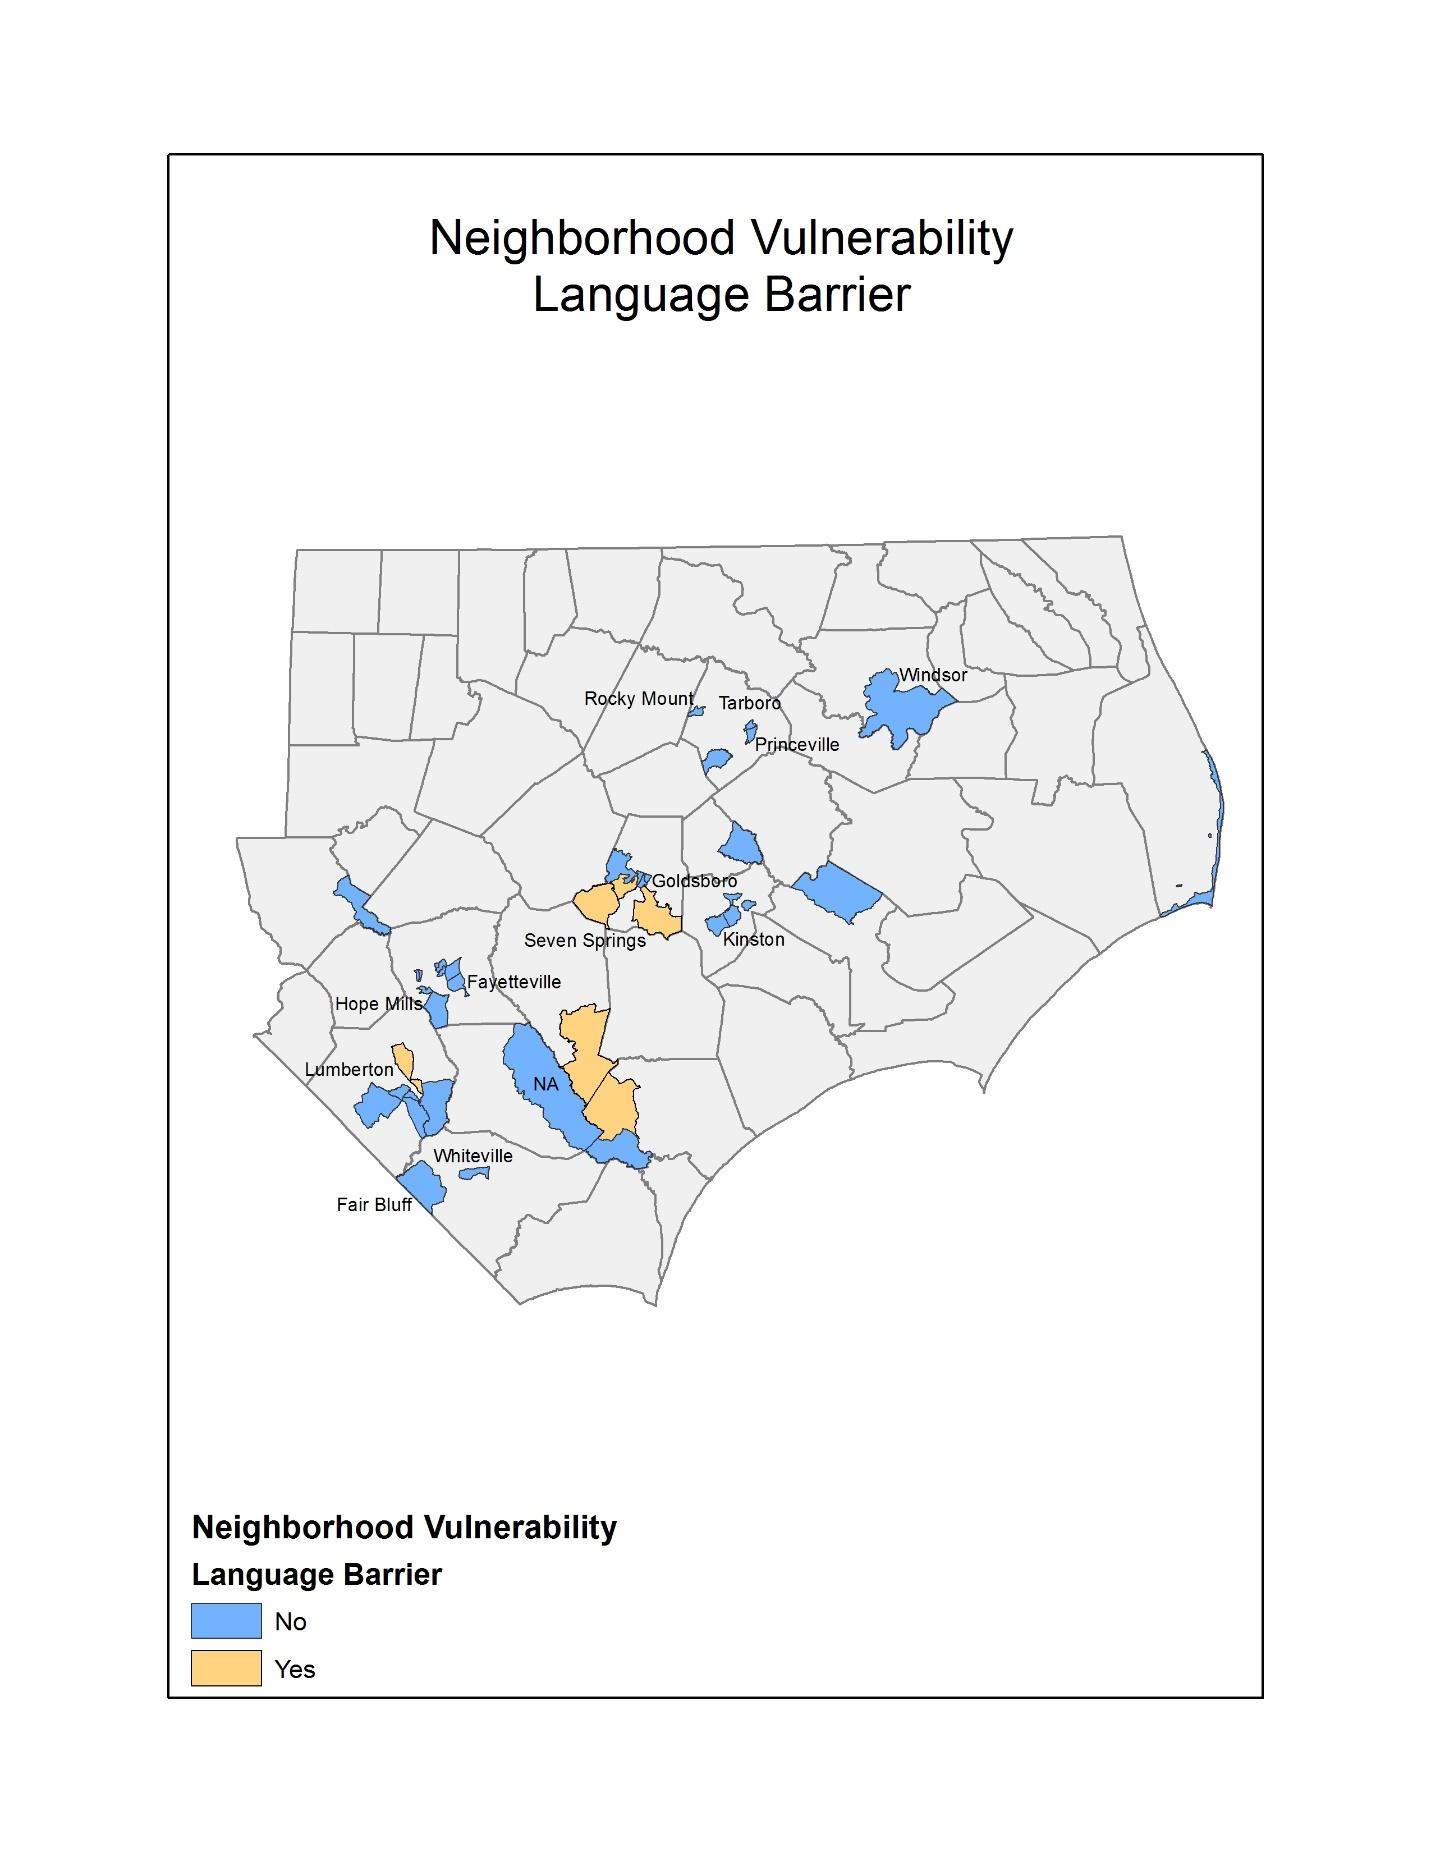 Neighborhood Vulnerability
Language Barrier
Windsor
Rocky Mount
Tarboro
Princeville
Goldsboro
Seven Springs
Kinston
Fayetteville
Hope Mills
Lumberton
NA
Whiteville
Fair Bluff
Neighborhood Vulnerability
Language Barrier
No
Yes